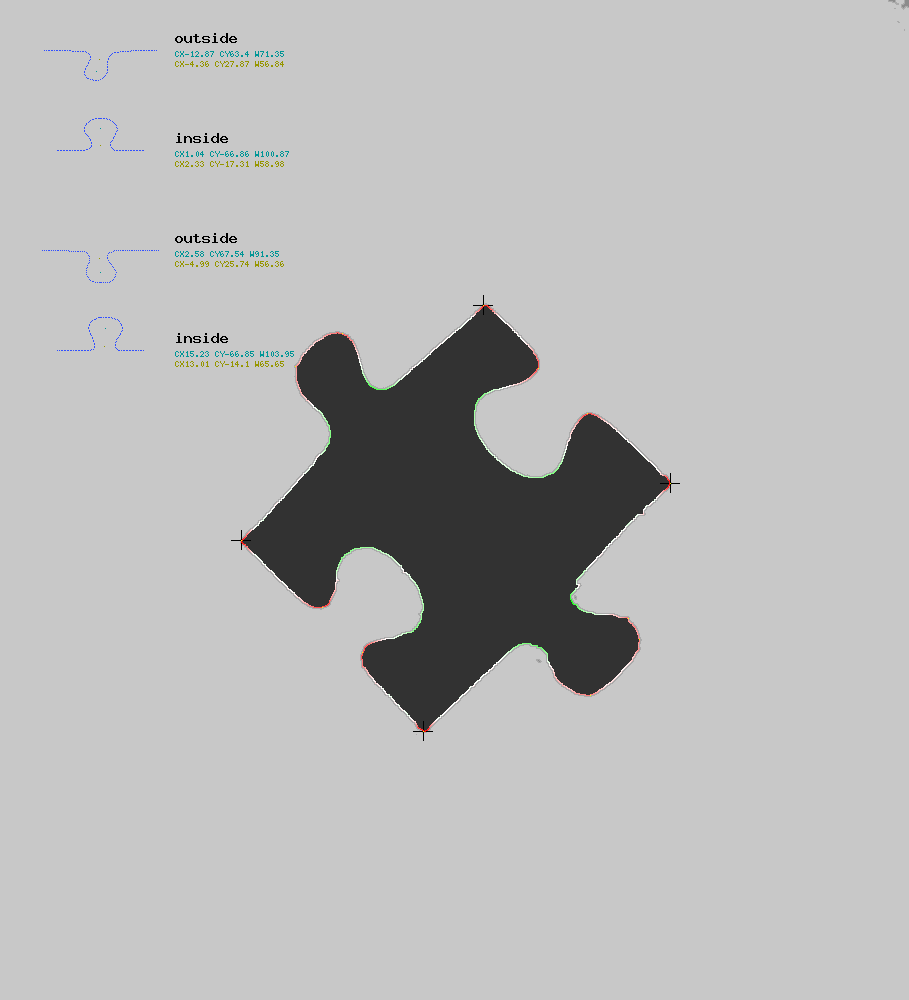 outside
CX-12.87 CY63.4 W71.35
CX-4.36 CY27.87 W56.84
inside
CX1.04 CY-66.86 W100.87
CX2.33 CY-17.31 W58.98
outside
CX2.58 CY67.54 W91.35
CX-4.99 CY25.74 W56.36
inside
CX15.23 CY-66.85 W103.95
CX13.01 CY-14.1 W65.65